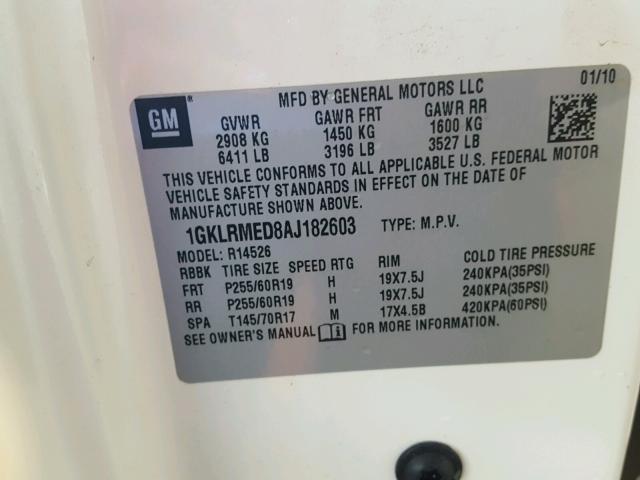 MFD BY GENERAL MOTORS LLC 01/10
GM®
GVWR GAWR FRT GAWR RR
2908 KG 1450 KG 1600 KG
6411 LB 3196 LB 3527 LB
THIS VEHICLE CONFORMS TO ALL APPLICABLE U.S. FEDERAL MOTOR
VEHICLE SAFETY STANDARDS IN EFFECT ON THE DATE OF
MANUFACTURE SHOWN ABOVE.
1GKLRMED8AJ182603 TYPE: M.P.V.
MODEL: R14526
RBBK TIRE SIZE SPEED RTG RIM COLD TIRE PRESSURE
FRT P255/60R19 H 19X7.5J 240KPA(35PSI)
RR P255/60R19 H 19X7.5J 240KPA(35PSI)
SPA T145/70R17 M 17X4.5B 420KPA(60PSI)
SEE OWNER'S MANUAL FOR MORE INFORMATION.